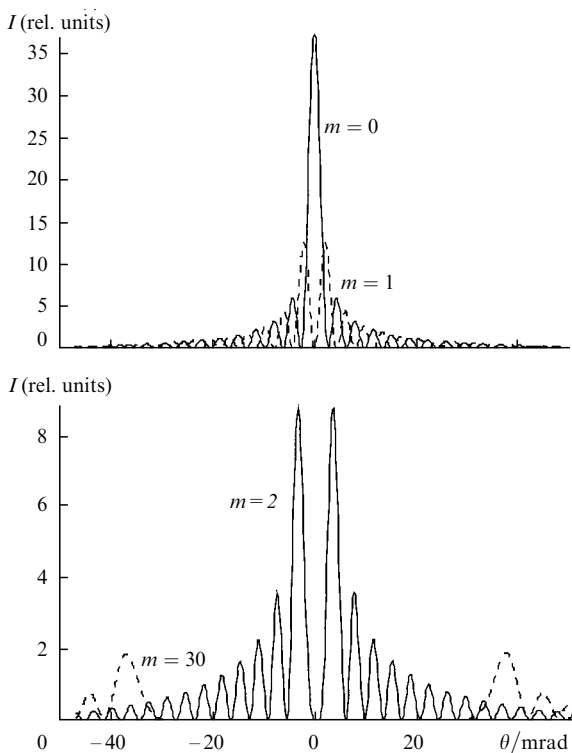 I (rel. units)
35
30
25
20
15
10
5
0
m = 0
m = 1
I (rel. units)
8
6
4
2
m = 2
m = 30
0 −40 −20 0 20 θ/mrad